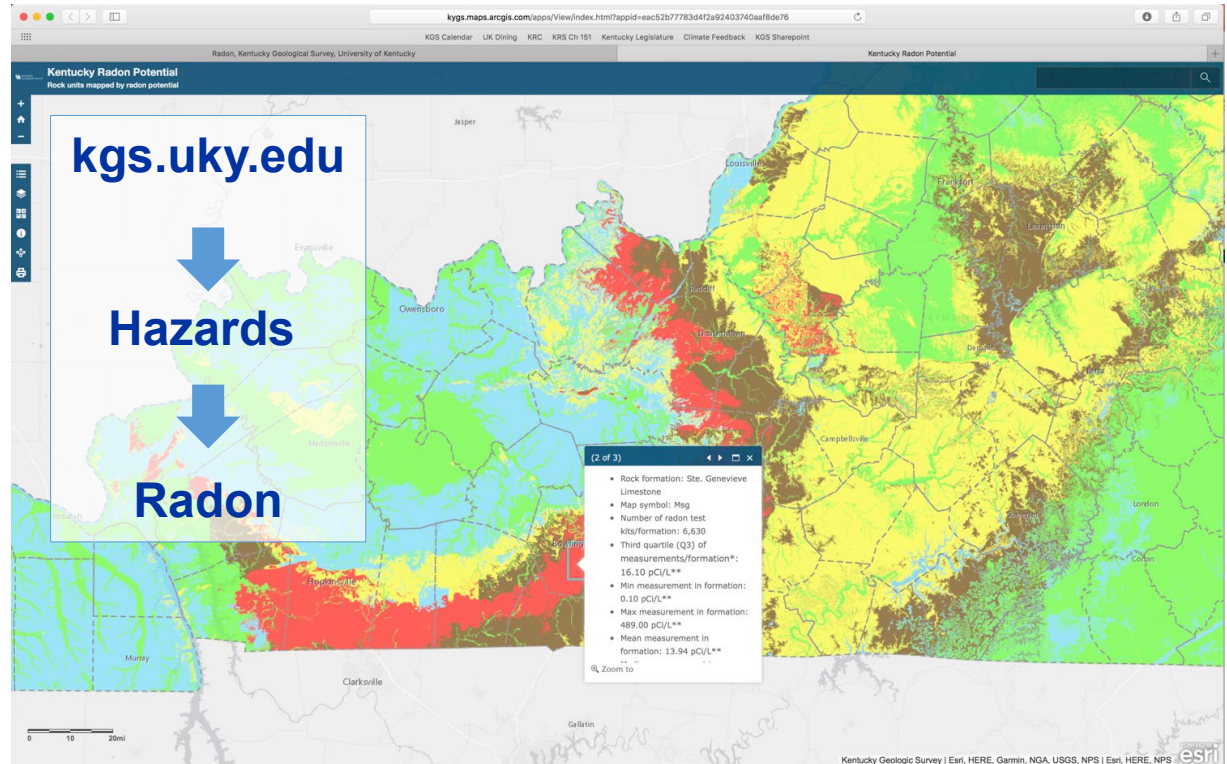 kygs.maps.arcgis.com/apps/View/index.html?appid=eac52b77783d4f2a92403740aaf8de76
KGS Calendar UK Dining KRC KRS Ch 151 Kentucky Legislature Climate Feedback KGS Sharepoint
Radon, Kentucky Geological Survey, University of Kentucky
Kentucky Radon Potential
Kentucky Radon Potential
Rock units mapped by radon potential
kgs.uky.edu
Hazards
Radon
Jasper
Louisville
Frankfort
Lexington
Evansville
Owensboro
Radcliff
Elizabethtown
Danville
Madisonville
Campbellsville
London
Somerset
Corbin
Paducah
Bowling
Hopkinsville
Murray
Clarksville
Gallatin
(2 of 3)
• Rock formation: Ste. Genevieve
Limestone
• Map symbol: Msg
• Number of radon test
kits/formation: 6,630
• Third quartile (Q3) of
measurements/formation*:
16.10 pCi/L**
• Min measurement in formation:
0.10 pCi/L**
• Max measurement in formation:
489.00 pCi/L**
• Mean measurement in
formation: 13.94 pCi/L**
Zoom to
0 10 20mi
Kentucky Geologic Survey | Esri, HERE, Garmin, NGA, USGS, NPS | Esri, HERE, NPS
esri